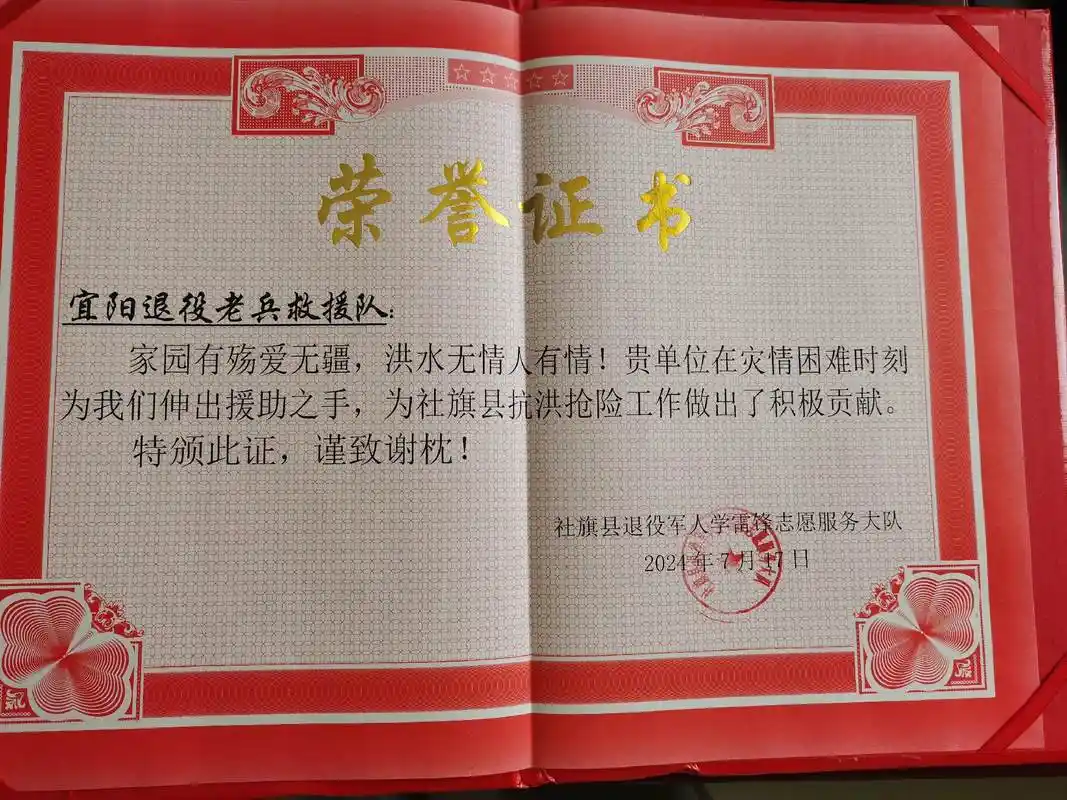 荣誉证书
宜阳退役老兵救援队:
家园有殇爱无疆，洪水无情人有情！贵单位在灾情困难时刻
为我们伸出援助之手，为社旗县抗洪抢险工作做出了积极贡献。
特颁此证，谨致谢枕！
社旗县退役军人学雷锋志愿服务大队
2024年7月17日